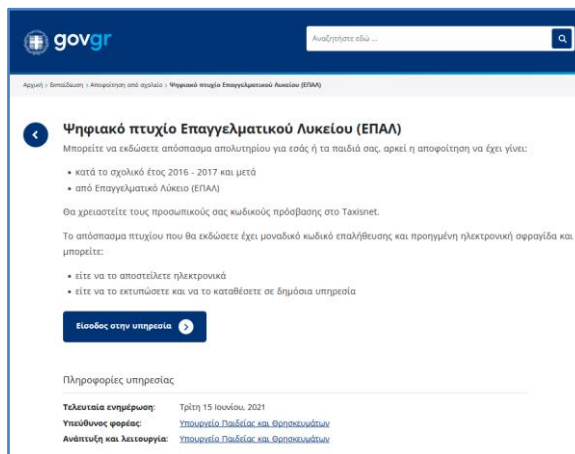 govgr
Αναζητήστε εδώ ...
Αρχική › Εκπαίδευση › Αποφοίτηση από σχολείο › Ψηφιακό πτυχίο Επαγγελματικού Λυκείου (ΕΠΑΛ)
Ψηφιακό πτυχίο Επαγγελματικού Λυκείου (ΕΠΑΛ)
Μπορείτε να εκδώσετε απόσπασμα απολυτηρίου για εσάς ή τα παιδιά σας, αρκεί η αποφοίτηση να έχει γίνει:
• κατά το σχολικό έτος 2016 - 2017 και μετά
• από Επαγγελματικό Λύκειο (ΕΠΑΛ)
Θα χρειαστείτε τους προσωπικούς σας κωδικούς πρόσβασης στο Taxisnet.
Το απόσπασμα πτυχίου που θα εκδώσετε έχει μοναδικό κωδικό επαλήθευσης και προηγμένη ηλεκτρονική σφραγίδα και
μπορείτε:
• είτε να το αποστείλετε ηλεκτρονικά
• είτε να το εκτυπώσετε και να το καταθέσετε σε δημόσια υπηρεσία
Είσοδος στην υπηρεσία
Πληροφορίες υπηρεσίας
Τελευταία ενημέρωση: Τρίτη 15 Ιουνίου, 2021
Υπεύθυνος φορέας: Υπουργείο Παιδείας και Θρησκευμάτων
Ανάπτυξη και λειτουργία: Υπουργείο Παιδείας και Θρησκευμάτων